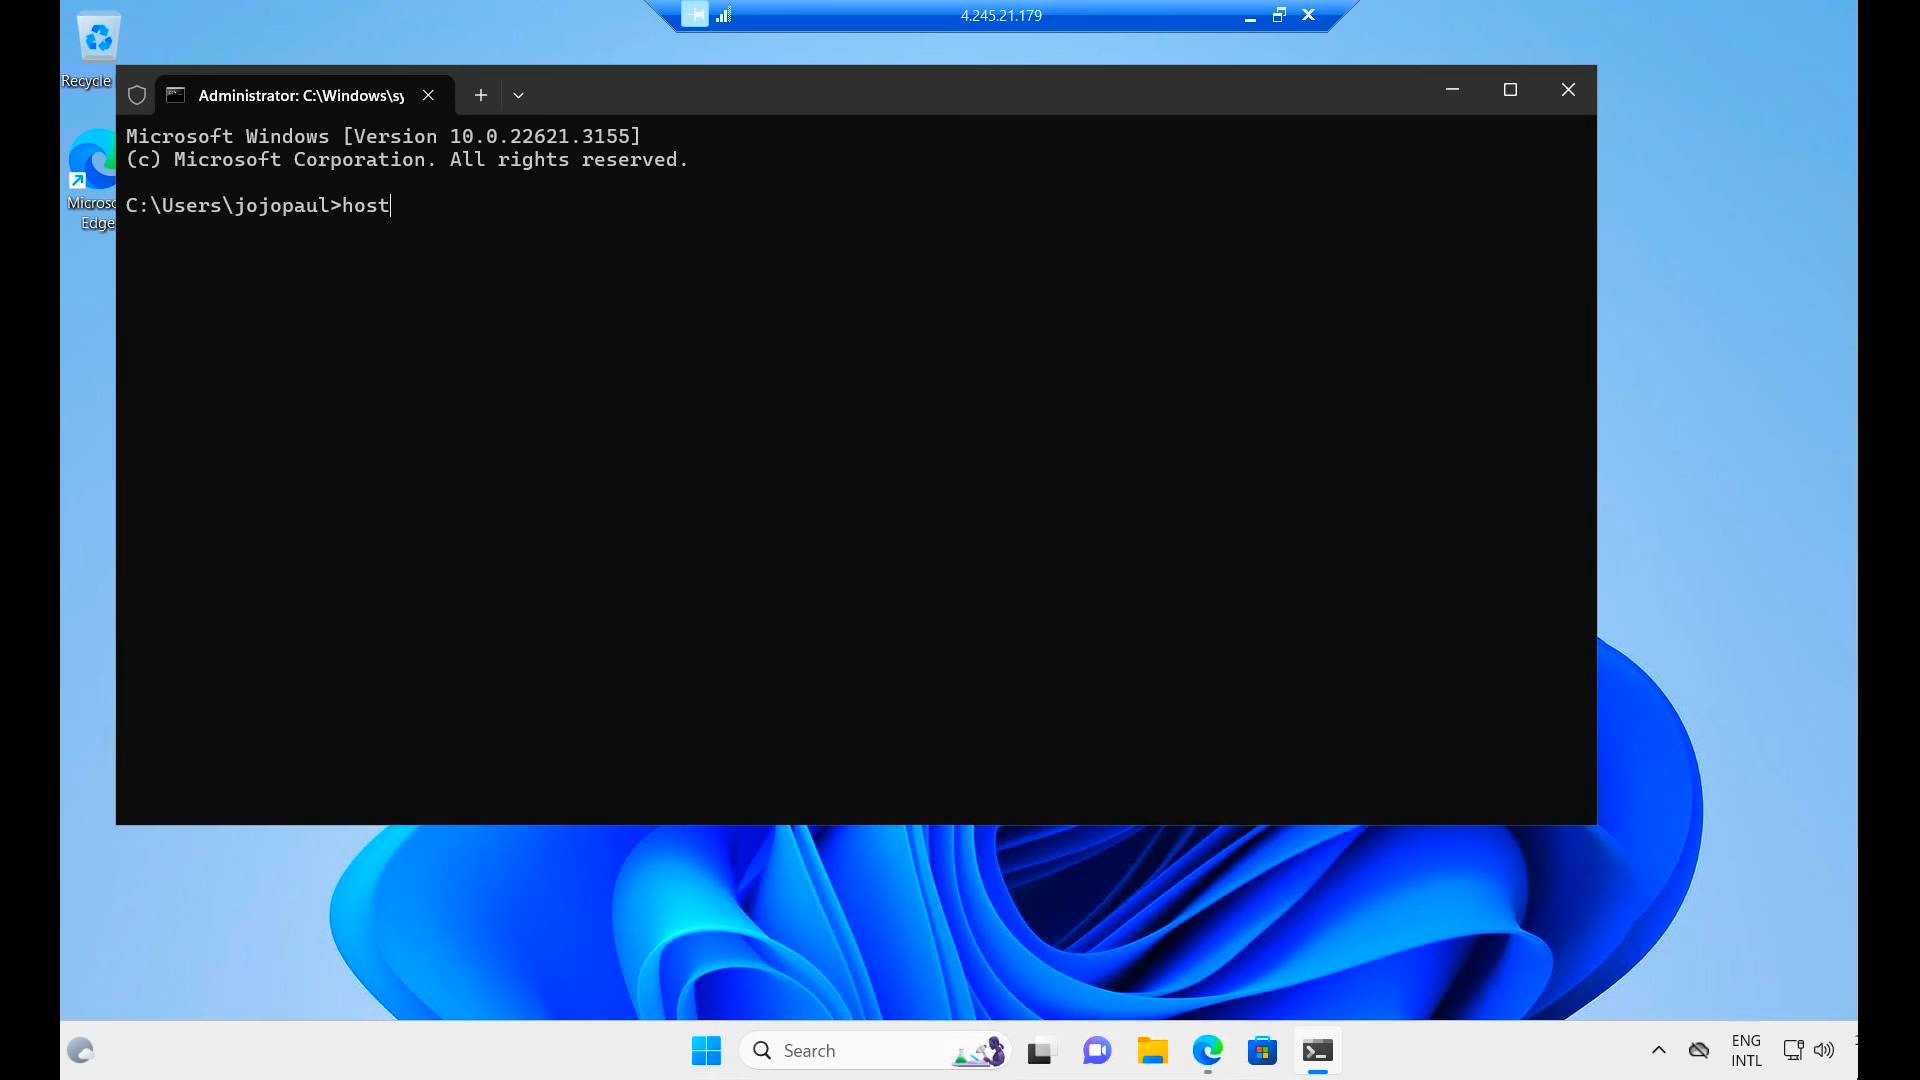 4.245.21.179
Recycle
Administrator: C:\Windows\sy
Microsoft Windows [Version 10.0.22621.3155]
(c) Microsoft Corporation. All rights reserved.
C:\Users\jojopaul>host
Micros
Edge
Search
ENG
INTL